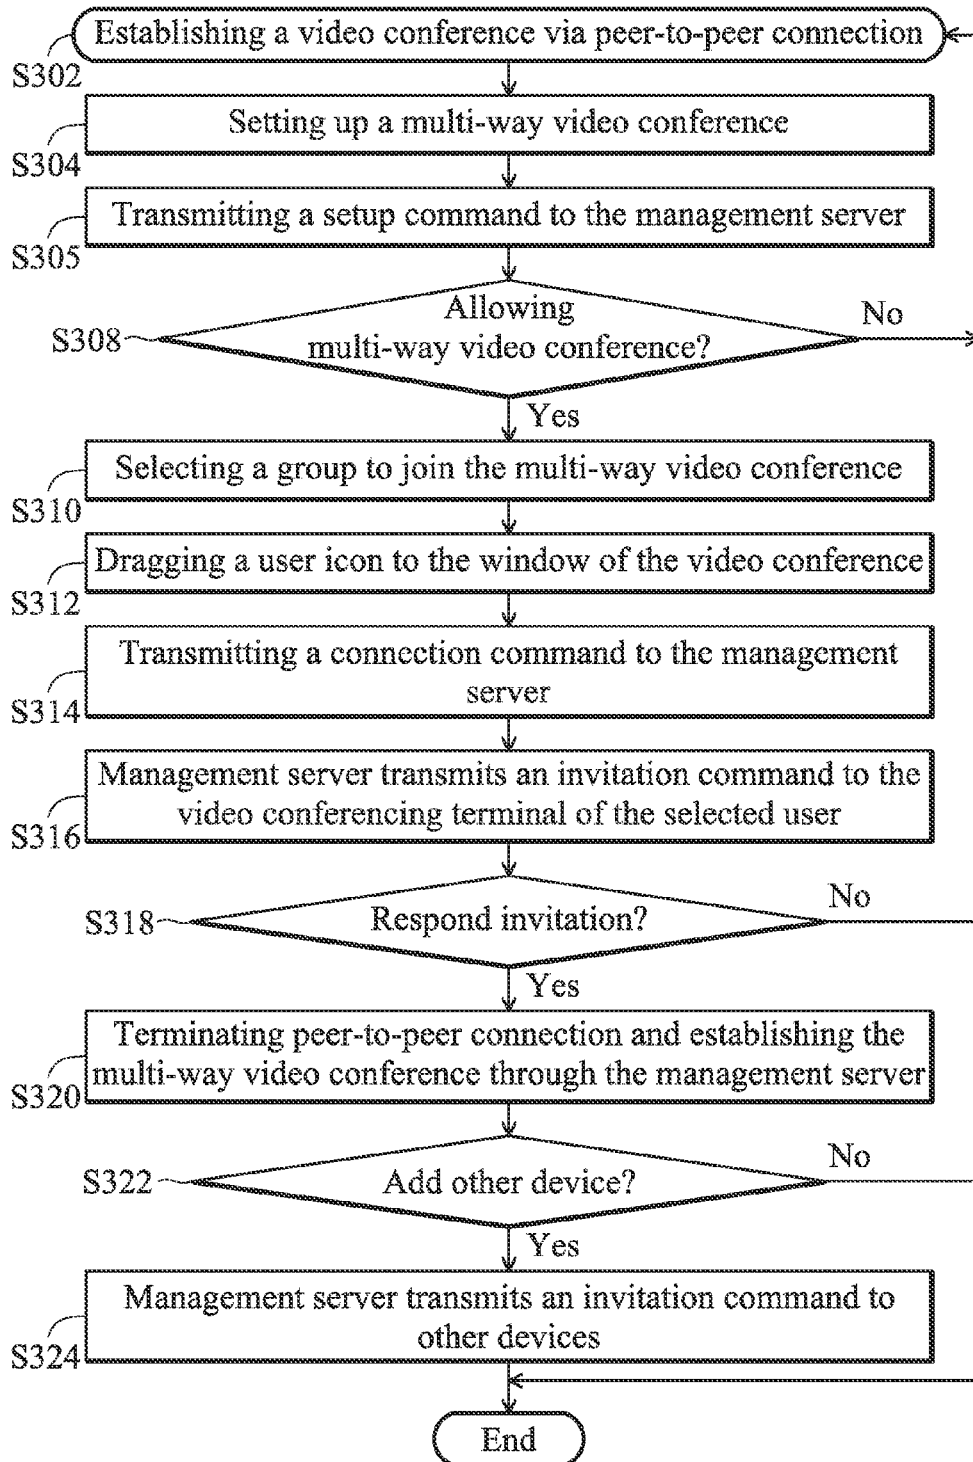 Establishing a video conference via peer-to-peer connection
S302
Setting up a multi-way video conference
S304
Transmitting a setup command to the management server
S305
Allowing
multi-way video conference?
S308
No
Yes
Selecting a group to join the multi-way video conference
S310
Dragging a user icon to the window of the video conference
S312
Transmitting a connection command to the management
server
S314
Management server transmits an invitation command to the
video conferencing terminal of the selected user
S316
Respond invitation?
S318
No
Yes
Terminating peer-to-peer connection and establishing the
multi-way video conference through the management server
S320
Add other device?
S322
No
Yes
Management server transmits an invitation command to
other devices
S324
End